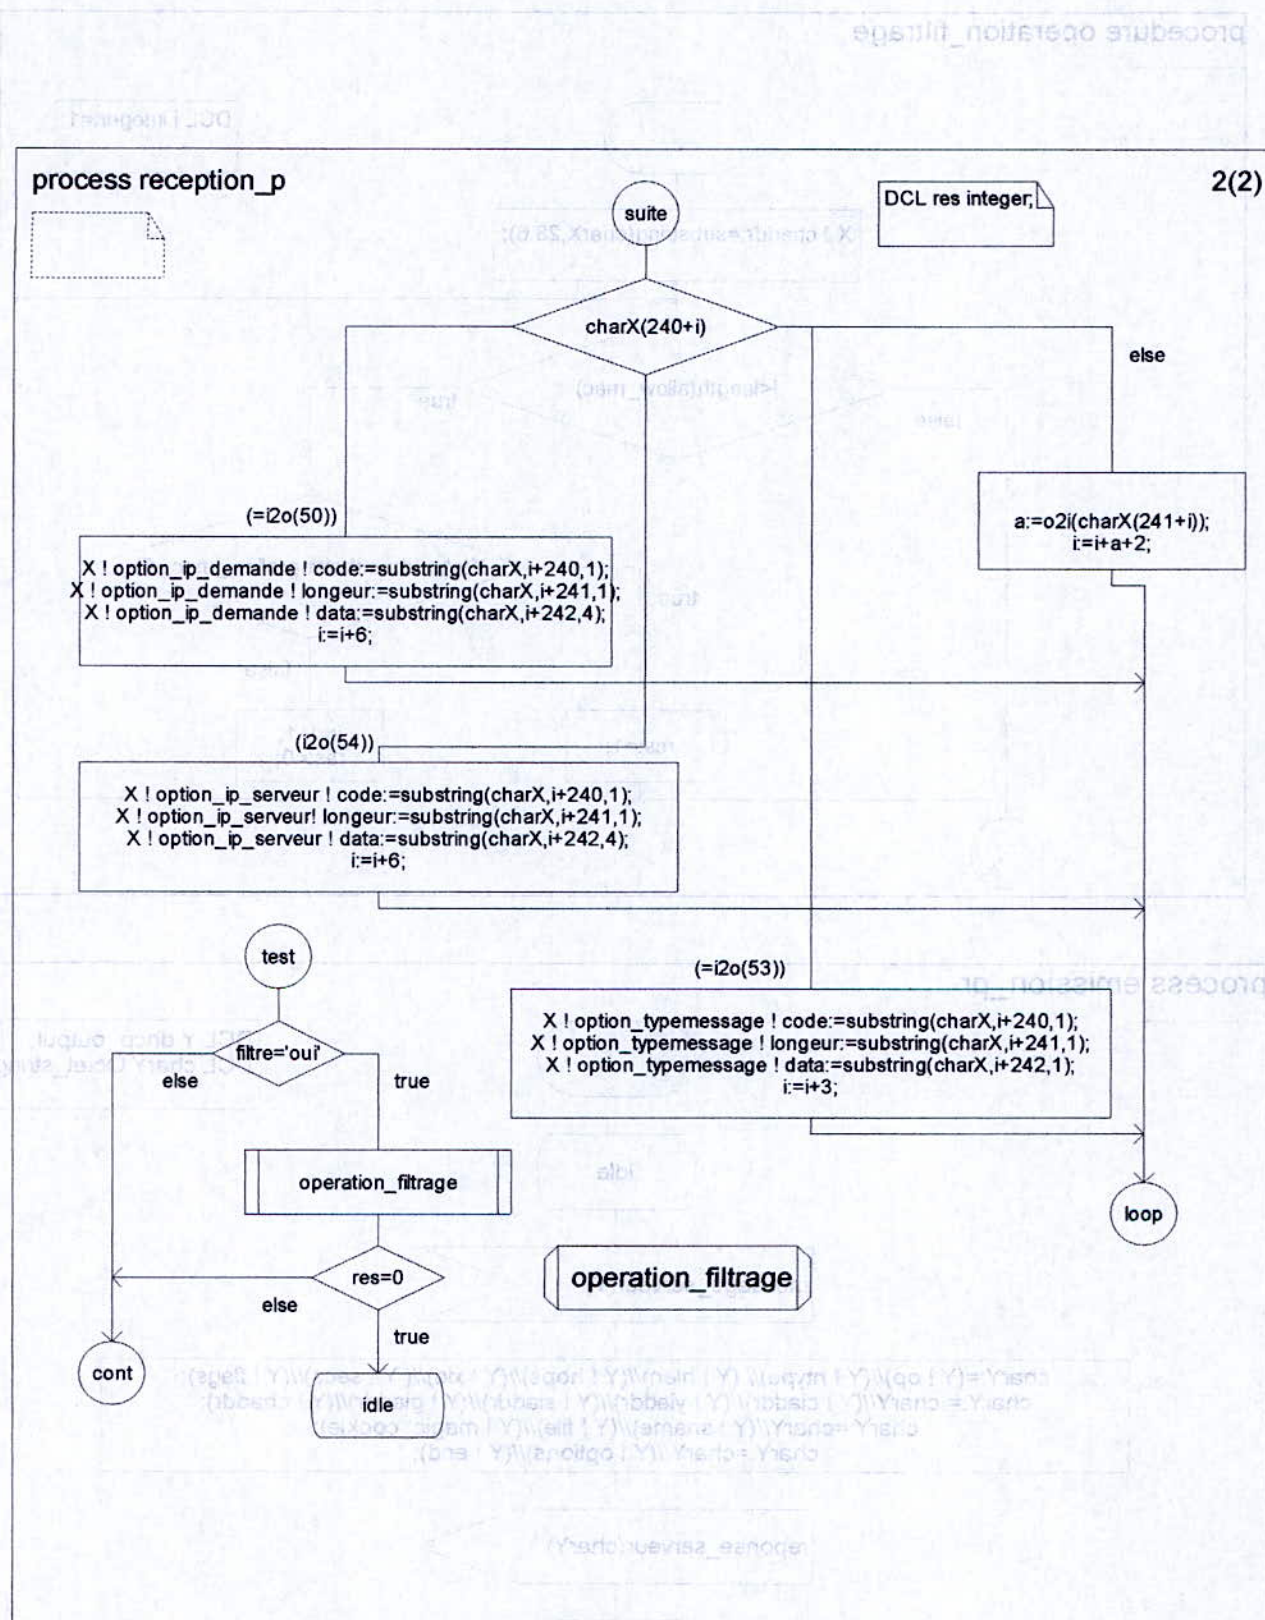 process reception_p
2(2)
suite
DCL res integer;
charX(240+i)
else
(=i2o(50))
a:=o2i(charX(241+i));
i:=i+a+2;
X ! option_ip_demande ! code:=substring(charX,i+240,1);
X ! option_ip_demande ! longeur:=substring(charX,i+241,1);
X ! option_ip_demande ! data:=substring(charX,i+242,4);
i:=i+6;
(i2o(54))
X ! option_ip_serveur ! code:=substring(charX,i+240,1);
X ! option_ip_serveur! longeur:=substring(charX,i+241,1);
X ! option_ip_serveur ! data:=substring(charX,i+242,4);
i:=i+6;
test
(=i2o(53))
filtre='oui'
else
true
X ! option_typemessage ! code:=substring(charX,i+240,1);
X ! option_typemessage ! longeur:=substring(charX,i+241,1);
X ! option_typemessage ! data:=substring(charX,i+242,1);
i:=i+3;
operation_filtrage
loop
res=0
operation_filtrage
else
true
cont
idle